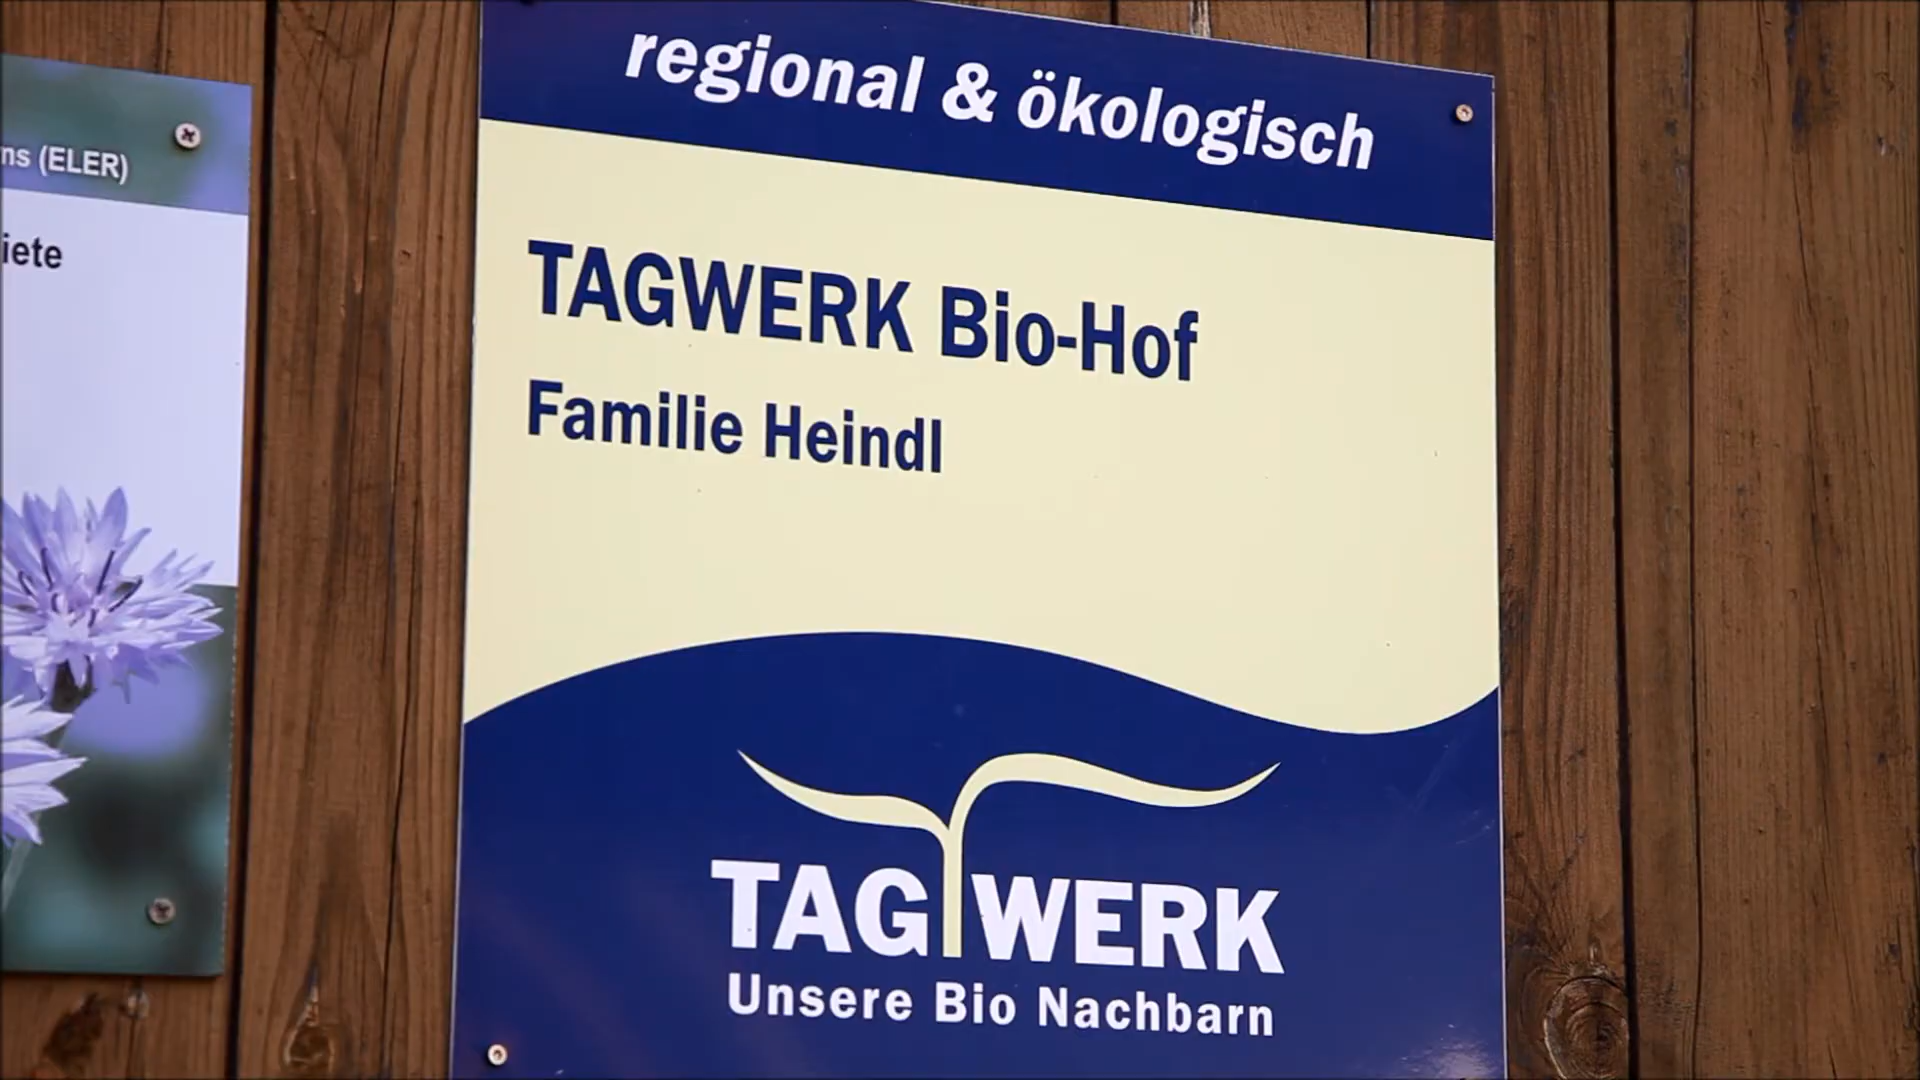 ns (ELER)
iete
regional & ökologisch
TAGWERK Bio-Hof
Familie Heindl
TAGWERK
Unsere Bio Nachbarn